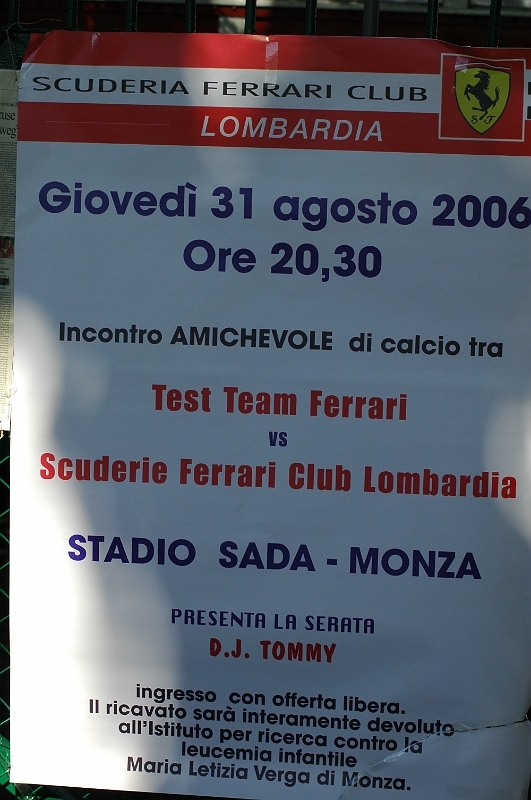 SCUDERIA FERRARI CLUB
LOMBARDIA
S F
Giovedì 31 agosto 2006
Ore 20,30
Incontro AMICHEVOLE di calcio tra
Test Team Ferrari
vs
Scuderie Ferrari Club Lombardia
STADIO SADA - MONZA
PRESENTA LA SERATA
D.J. TOMMY
ingresso con offerta libera.
Il ricavato sarà interamente devoluto
all'Istituto per ricerca contro la
leucemia infantile
Maria Letizia Verga di Monza.